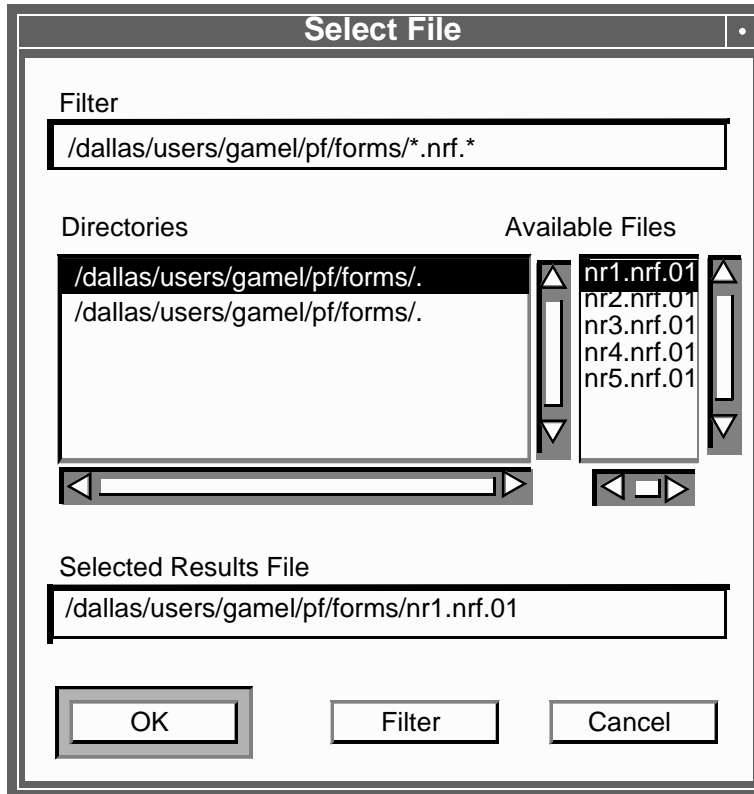 Select File
Filter
/dallas/users/gamel/pf/forms/*.nrf.*
Directories
Available Files
/dallas/users/gamel/pf/forms/.
/dallas/users/gamel/pf/forms/.
nr1.nrf.01
nr2.nrf.01
nr3.nrf.01
nr4.nrf.01
nr5.nrf.01
Selected Results File
/dallas/users/gamel/pf/forms/nr1.nrf.01
OK
Filter
Cancel